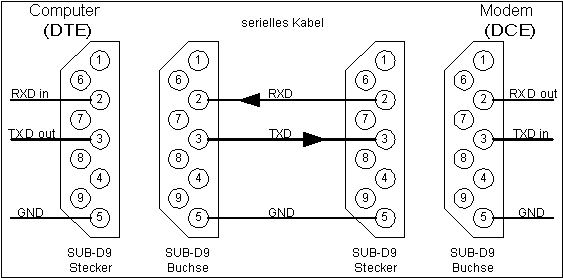 Computer
(DTE)
serielles Kabel
Modem
(DCE)
1
6
RXD in
2
7
TXD out
3
8
4
9
GND
5
SUB-D9
Stecker
1
6
2
7
3
8
4
9
5
SUB-D9
Buchse
RXD
TXD
GND
1
6
2
7
3
8
4
9
5
SUB-D9
Stecker
1
6
2
RXD out
7
3
TXD in
8
4
9
5
GND
SUB-D9
Buchse